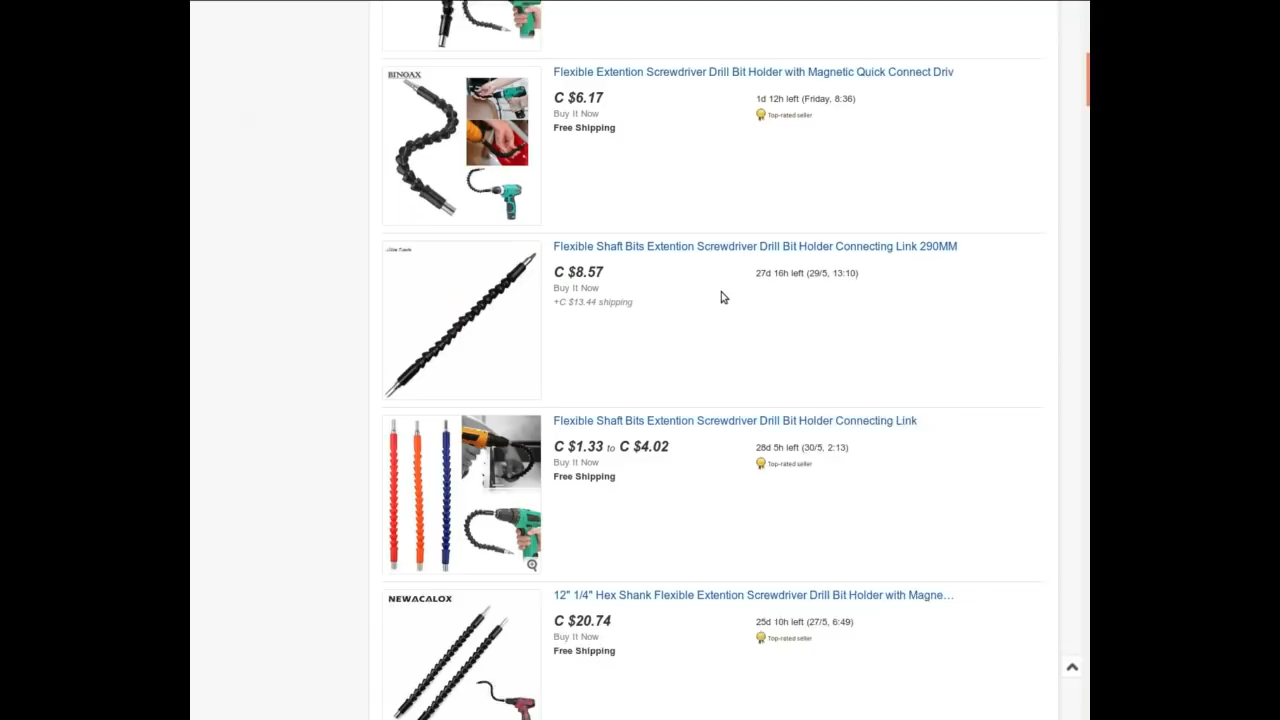 BINOAX
Flexible Extention Screwdriver Drill Bit Holder with Magnetic Quick Connect Driv
C $6.17
1d 12h left (Friday, 8:36)
Buy It Now
Top-rated seller
Free Shipping
Flexible Shaft Bits Extention Screwdriver Drill Bit Holder Connecting Link 290MM
C $8.57
27d 16h left (29/5, 13:10)
Buy It Now
+C $13.44 shipping
Flexible Shaft Bits Extention Screwdriver Drill Bit Holder Connecting Link
C $1.33 to C $4.02
28d 5h left (30/5, 2:13)
Buy It Now
Top-rated seller
Free Shipping
NEWACALOX
12" 1/4" Hex Shank Flexible Extention Screwdriver Drill Bit Holder with Magne…
C $20.74
25d 10h left (27/5, 6:49)
Buy It Now
Top-rated seller
Free Shipping